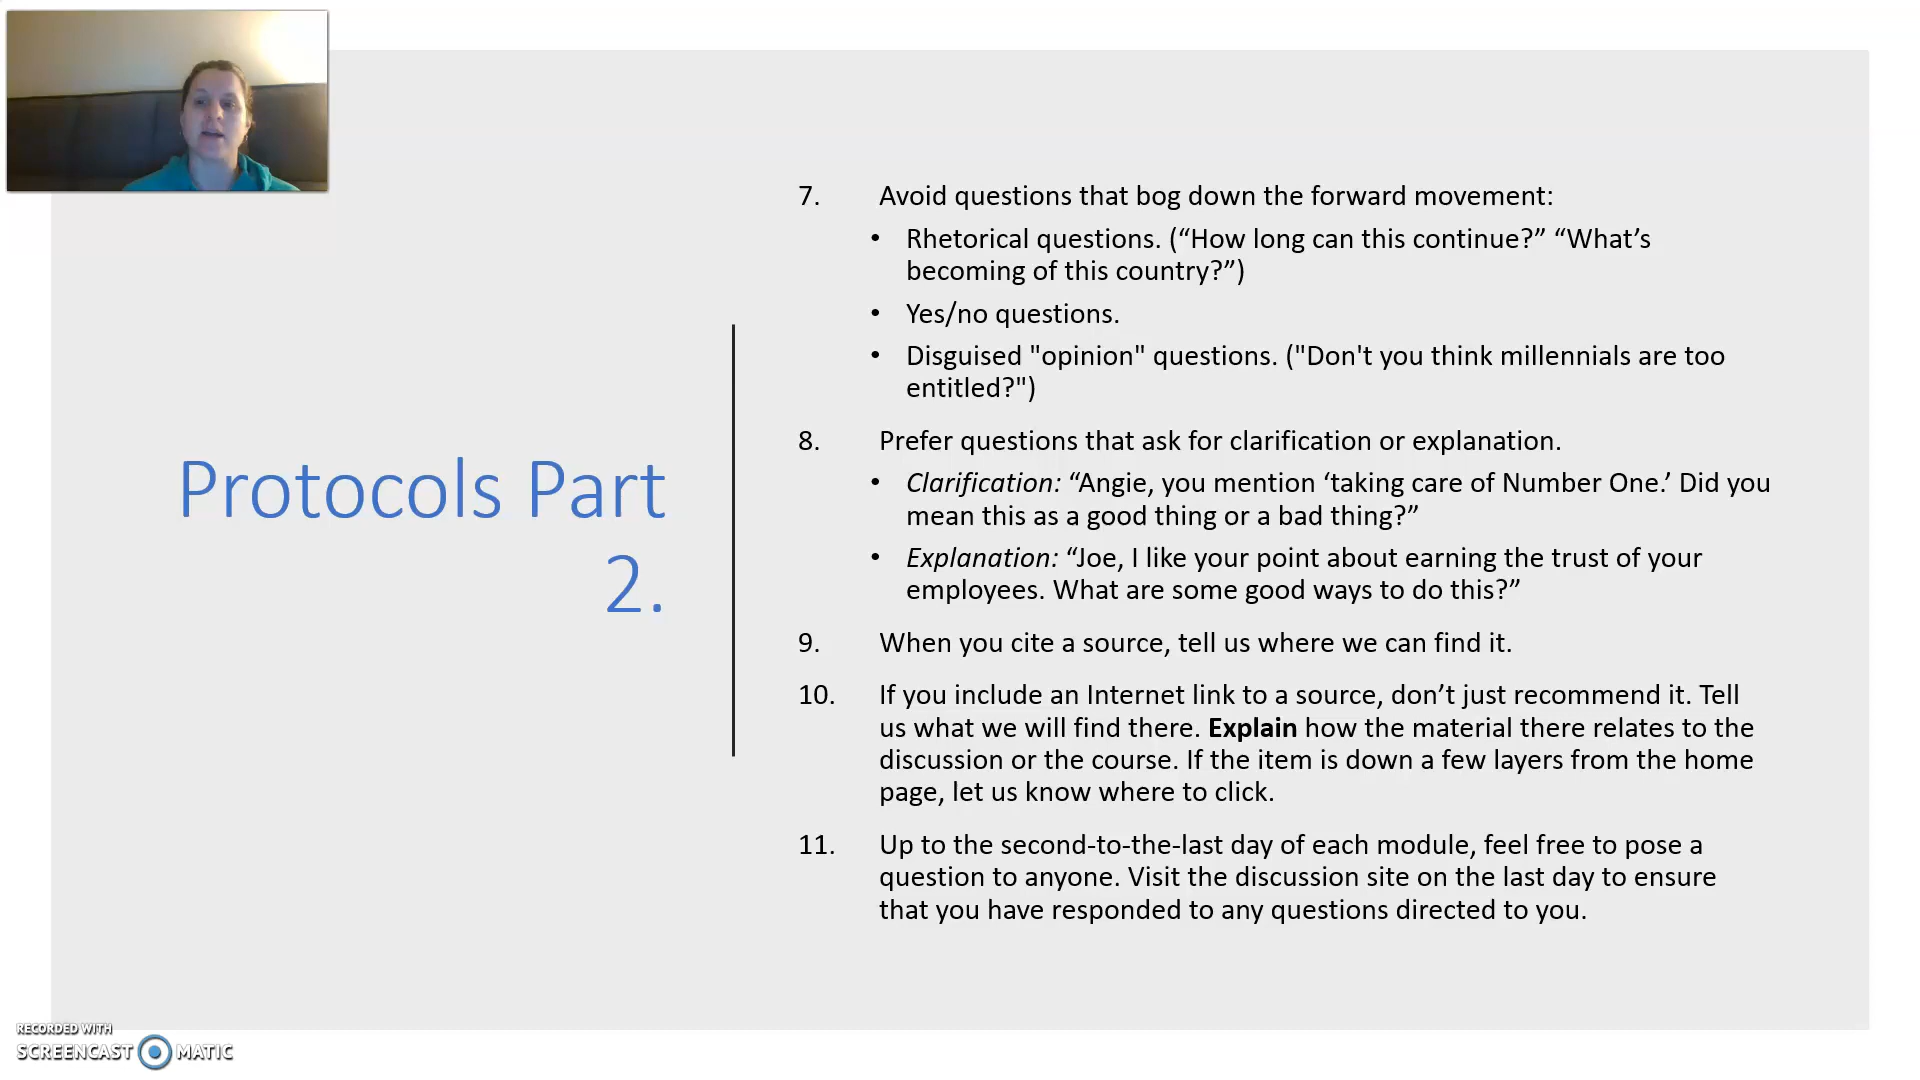 Protocols Part
2.
7. Avoid questions that bog down the forward movement:
• Rhetorical questions. (“How long can this continue?” “What’s
becoming of this country?”)
• Yes/no questions.
• Disguised "opinion" questions. ("Don't you think millennials are too
entitled?")
8. Prefer questions that ask for clarification or explanation.
• Clarification: “Angie, you mention ‘taking care of Number One.’ Did you
mean this as a good thing or a bad thing?”
• Explanation: “Joe, I like your point about earning the trust of your
employees. What are some good ways to do this?”
9. When you cite a source, tell us where we can find it.
10. If you include an Internet link to a source, don’t just recommend it. Tell
us what we will find there. Explain how the material there relates to the
discussion or the course. If the item is down a few layers from the home
page, let us know where to click.
11. Up to the second-to-the-last day of each module, feel free to pose a
question to anyone. Visit the discussion site on the last day to ensure
that you have responded to any questions directed to you.
RECORDED WITH
SCREENCAST MATIC